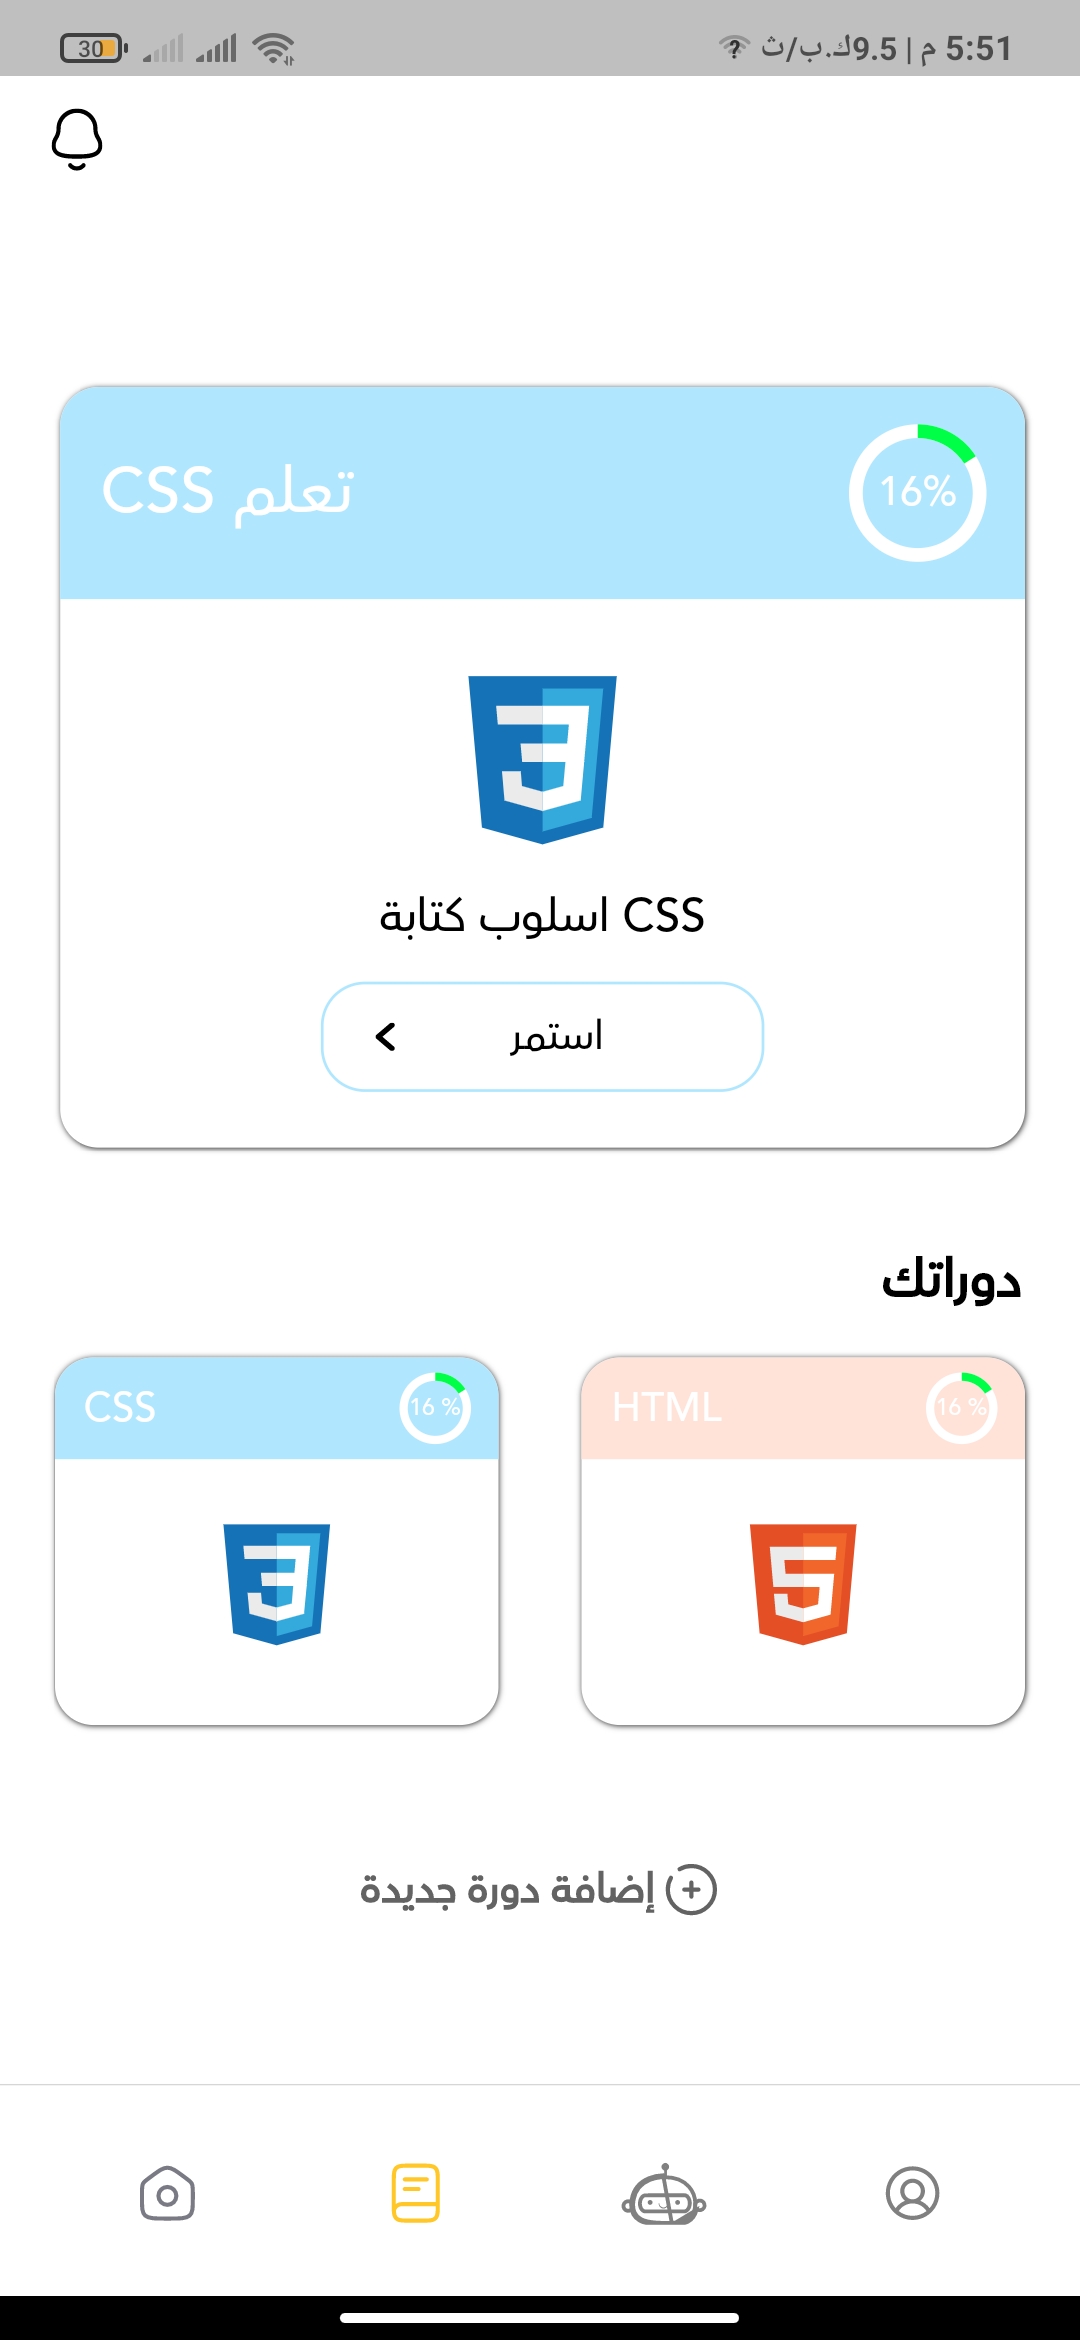 5:51 م | 9.5ك.ب/ث
30
تعلم CSS
16%
CSS اسلوب كتابة
استمر
دوراتك
HTML
16 %
CSS
16 %
إضافة دورة جديدة